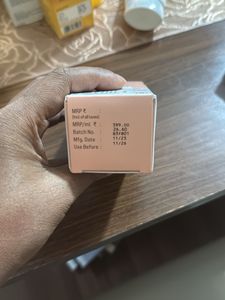 MRP ₹ :
(Incl. of all taxes)
MRP/ml ₹ : 399.00
Batch No. : 26.60
Mfg. Date : 
Use Before : 11/25
11/26